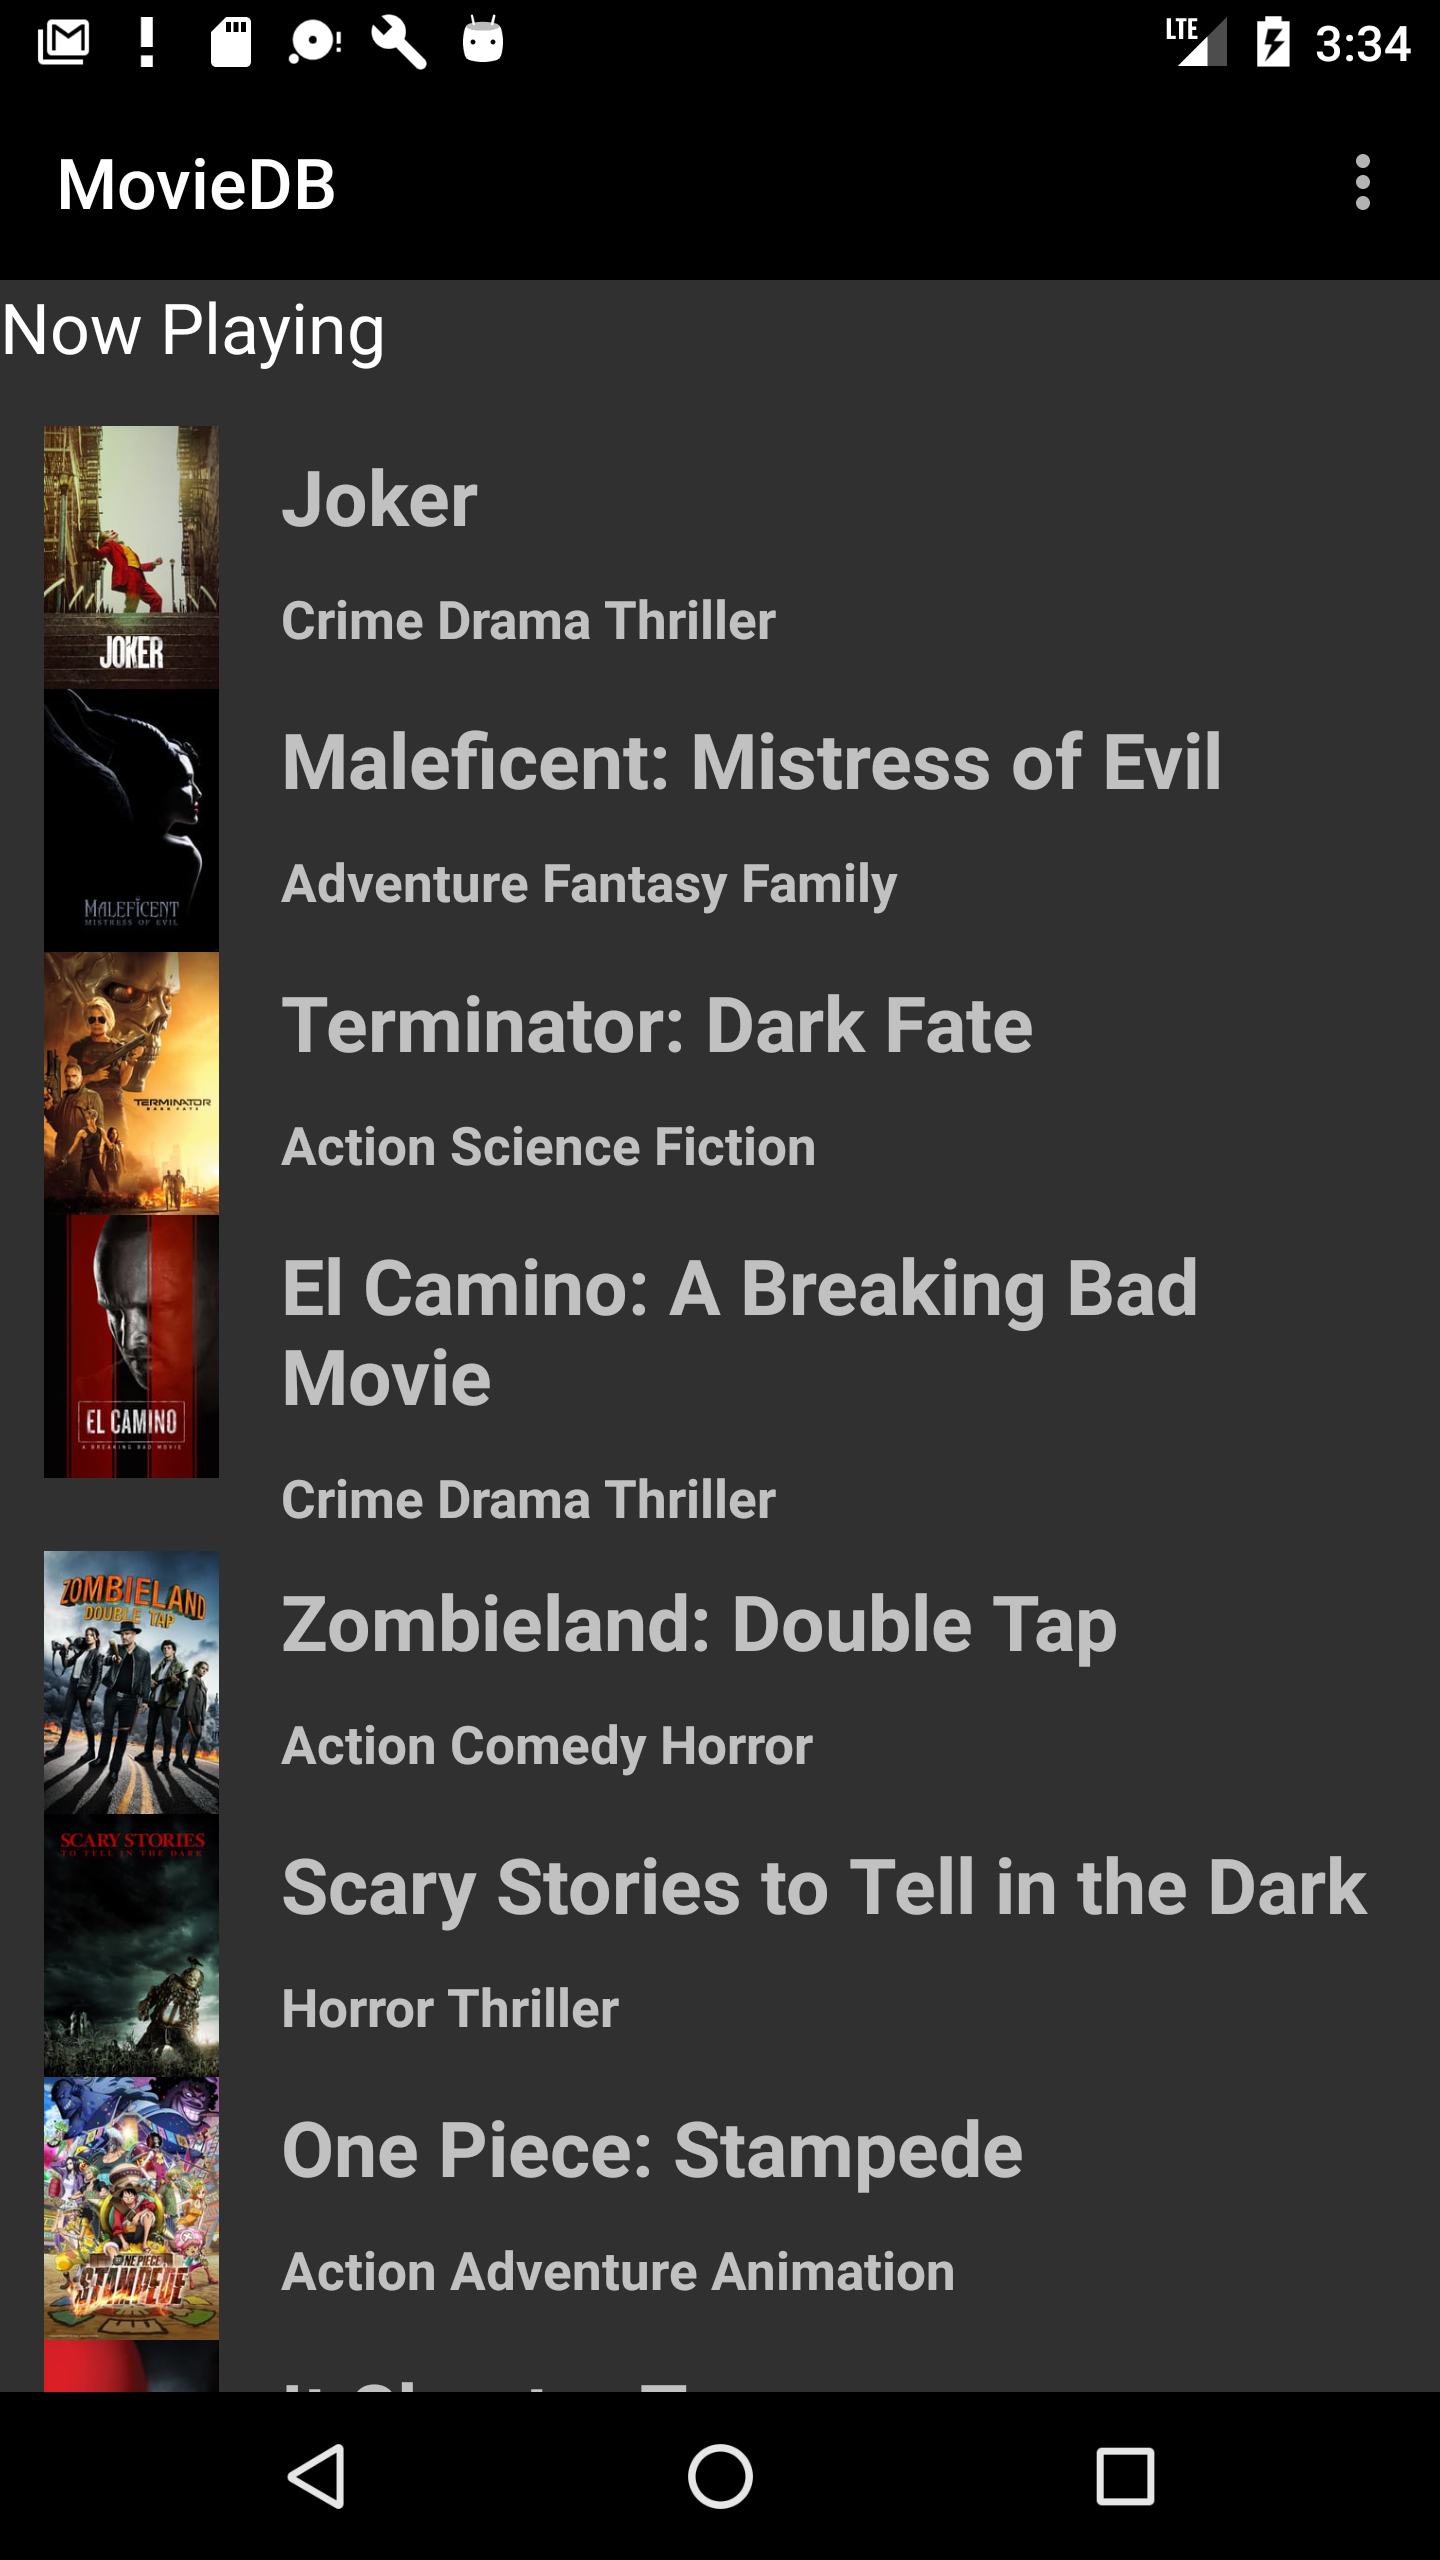 LTE 3:34
MovieDB
Now Playing
JOKER
Joker
Crime Drama Thriller
MALEFICENT
MISTRESS OF EVIL
Maleficent: Mistress of Evil
Adventure Fantasy Family
TERMINATOR
DARK FATE
Terminator: Dark Fate
Action Science Fiction
EL CAMINO
A BREAKING BAD MOVIE
El Camino: A Breaking Bad
Movie
Crime Drama Thriller
ZOMBIELAND
DOUBLE TAP
Zombieland: Double Tap
Action Comedy Horror
SCARY STORIES
TO TELL IN THE DARK
Scary Stories to Tell in the Dark
Horror Thriller
ONE PIECE
STAMPEDE
One Piece: Stampede
Action Adventure Animation